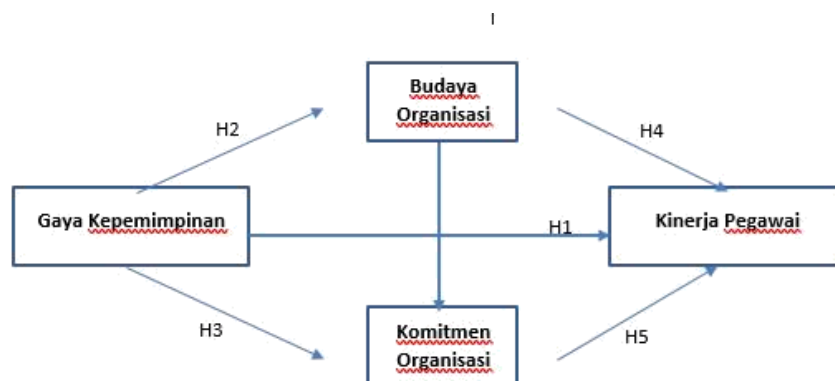 I
Budaya
Organisasi
H2
H4
Gaya Kepemimpinan
H1
Kinerja Pegawai
H3
Komitmen
Organisasi
H5